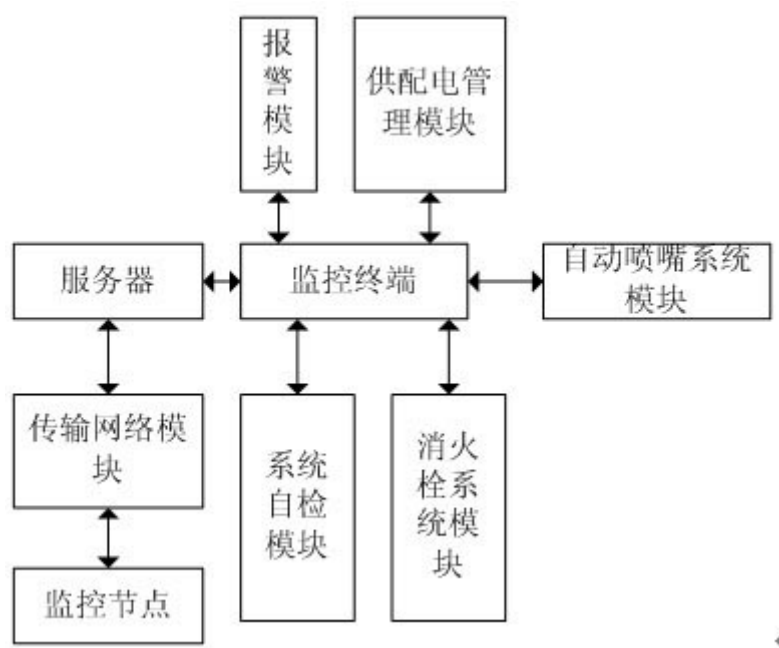 报
警
模
块
供配电管
理模块
服务器
监控终端
自动喷嘴系统
模块
传输网络模
块
系统
自检
模块
消火
栓系
统模
块
监控节点